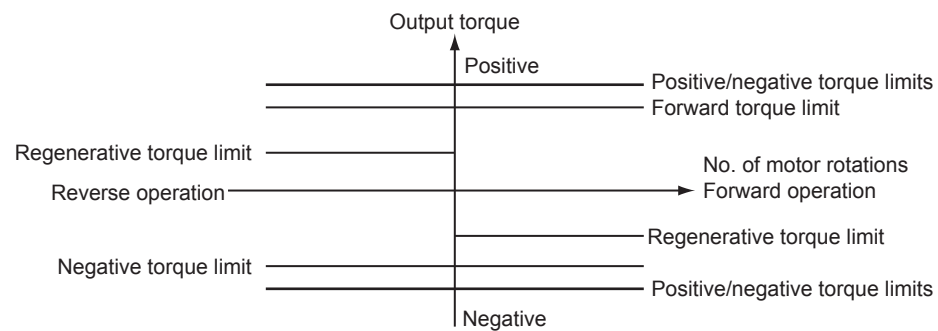 Output torque
Positive
Positive/negative torque limits
Forward torque limit
Regenerative torque limit
No. of motor rotations
Reverse operation
Forward operation
Regenerative torque limit
Negative torque limit
Positive/negative torque limits
Negative